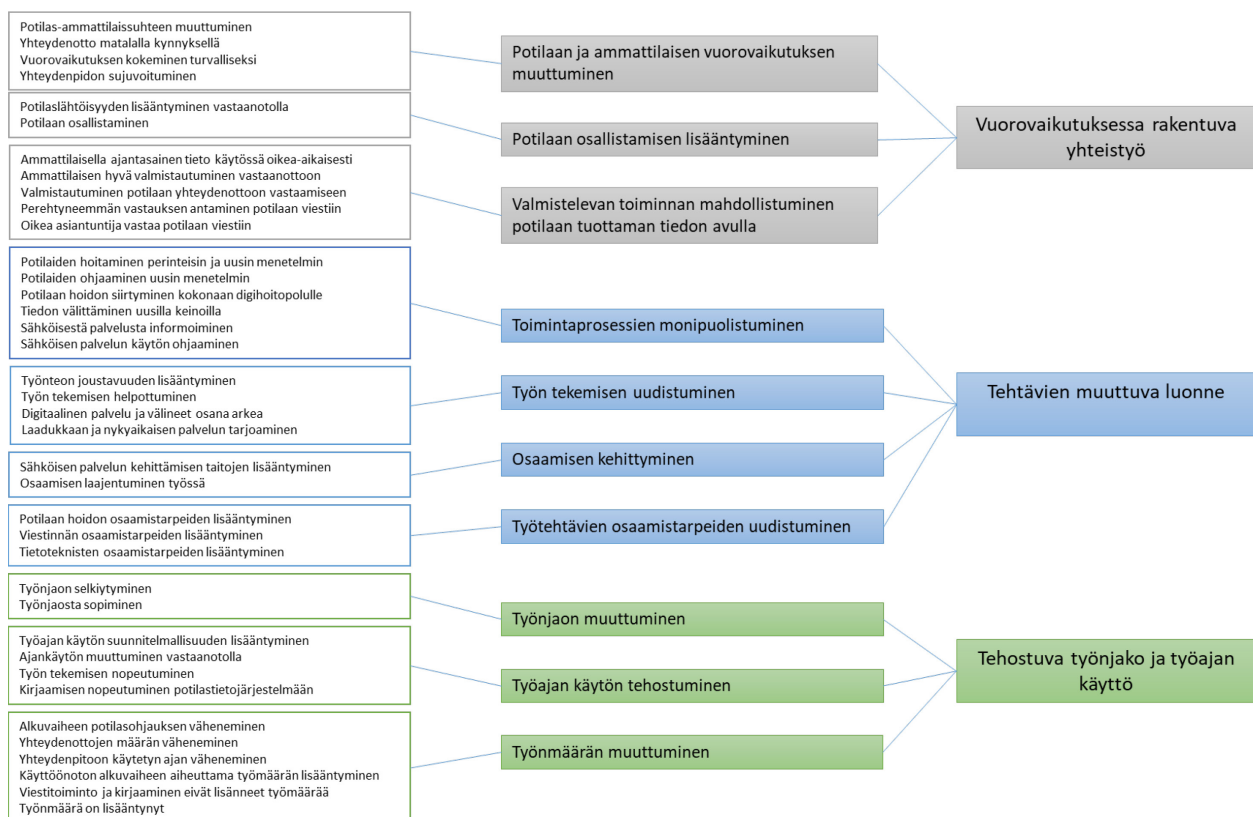 Potilas-ammattilaissuhteen muuttuminen
Yhteydenotto matalalla kynnyksellä
Vuorovaikutuksen kokeminen turvalliseksi
Yhteydenpidon sujuvoituminen
Potilaslähtöisyyden lisääntyminen vastaanotolla
Potilaan osallistaminen
Ammattilaisella ajantasainen tieto käytössä oikea-aikaisesti
Ammattilaisen hyvä valmistautuminen vastaanottoon
Valmistautuminen potilaan yhteydenottoon vastaamiseen
Perehtyneemmän vastauksen antaminen potilaan viestiin
Oikea asiantuntija vastaa potilaan viestiin
Potilaan ja ammattilaisen vuorovaikutuksen
muuttuminen
Potilaan osallistamisen lisääntyminen
Valmistelevan toiminnan mahdollistuminen
potilaan tuottaman tiedon avulla
Vuorovaikutuksessa rakentuva
yhteistyö
Potilaiden hoitaminen perinteisin ja uusin menetelmin
Potilaiden ohjaaminen uusin menetelmin
Potilaan hoidon siirtyminen kokonaan digihoitopolulle
Tiedon välittäminen uusilla keinoilla
Sähköisestä palvelusta informoiminen
Sähköisen palvelun käytön ohjaaminen
Työnteon joustavuuden lisääntyminen
Työn tekemisen helpottuminen
Digitaalinen palvelu ja välineet osana arkea
Laadukkaan ja nykyaikaisen palvelun tarjoaminen
Sähköisen palvelun kehittämisen taitojen lisääntyminen
Osaamisen laajentuminen työssä
Potilaan hoidon osaamistarpeiden lisääntyminen
Viestinnän osaamistarpeiden lisääntyminen
Tietoteknisten osaamistarpeiden lisääntyminen
Toimintaprosessien monipuolistuminen
Työn tekemisen uudistuminen
Osaamisen kehittyminen
Työtehtävien osaamistarpeiden uudistuminen
Tehtävien muuttuva luonne
Työnjaon selkiytyminen
Työnjaosta sopiminen
Työajan käytön suunnitelmallisuuden lisääntyminen
Ajankäytön muuttuminen vastaanotolla
Työn tekemisen nopeutuminen
Kirjaamisen nopeutuminen potilastietojärjestelmään
Alkuvaiheen potilasohjauksen väheneminen
Yhteydenottojen määrän väheneminen
Yhteydenpitoon käytetyn ajan väheneminen
Käyttöönoton alkuvaiheen aiheuttama työmäärän lisääntyminen
Viestitoiminto ja kirjaaminen eivät lisänneet työmäärää
Työnmäärä on lisääntynyt
Työnjaon muuttuminen
Työajan käytön tehostuminen
Työnmäärän muuttuminen
Tehostuva työnjako ja työajan
käyttö